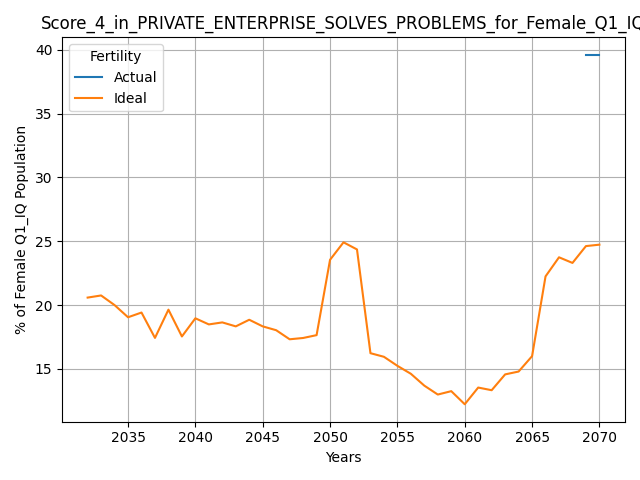 Score_4_in_PRIVATE_ENTERPRISE_SOLVES_PROBLEMS_for_Female_Q1_IQ
Fertility
Actual
Ideal
% of Female Q1_IQ Population
40
35
30
25
20
15
2035 2040 2045 2050 2055 2060 2065 2070
Years